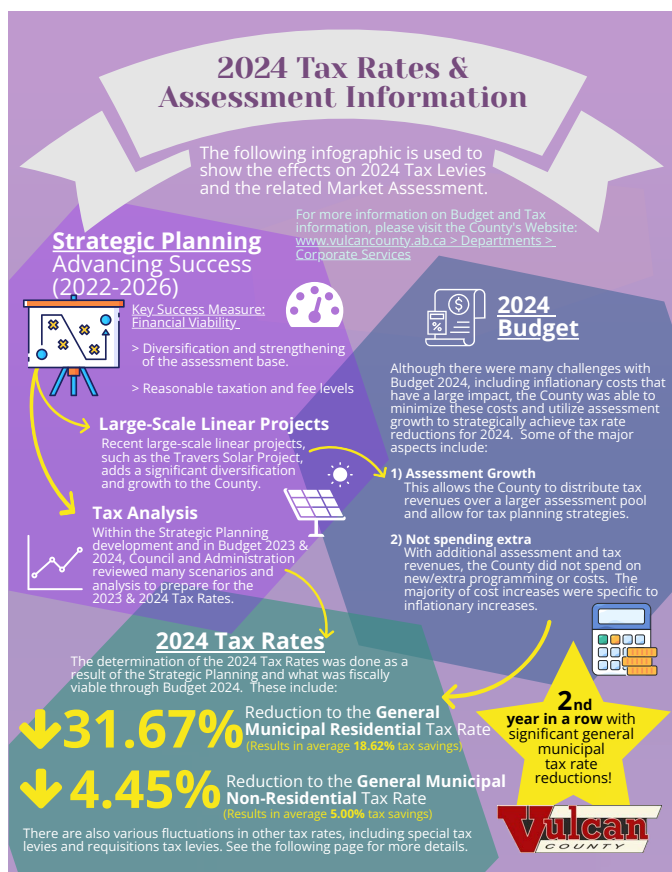 2024 Tax Rates &
Assessment Information
The following infographic is used to
show the effects on 2024 Tax Levies
and the related Market Assessment.
For more information on Budget and Tax
information, please visit the County's Website:
www.vulcancounty.ab.ca > Departments >
Corporate Services
Strategic Planning
Advancing Success
(2022-2026)
Key Success Measure:
Financial Viability
> Diversification and strengthening
of the assessment base.
> Reasonable taxation and fee levels
Large-Scale Linear Projects
Recent large-scale linear projects,
such as the Travers Solar Project,
adds a significant diversification
and growth to the County.
Tax Analysis
Within the Strategic Planning
development and in Budget 2023 &
2024, Council and Administration
reviewed many scenarios and
analysis to prepare for the
2023 & 2024 Tax Rates.
2024
Budget
Although there were many challenges with
Budget 2024, including inflationary costs that
have a large impact, the County was able to
minimize these costs and utilize assessment
growth to strategically achieve tax rate
reductions for 2024. Some of the major
aspects include:
1) Assessment Growth
This allows the County to distribute tax
revenues over a larger assessment pool
and allow for tax planning strategies.
2) Not spending extra
With additional assessment and tax
revenues, the County did not spend on
new/extra programming or costs. The
majority of cost increases were specific to
inflationary increases.
2024 Tax Rates
The determination of the 2024 Tax Rates was done as a
result of the Strategic Planning and what was fiscally
viable through Budget 2024. These include:
31.67%
Reduction to the General
Municipal Residential Tax Rate
(Results in average 18.62% tax savings)
4.45%
Reduction to the General Municipal
Non-Residential Tax Rate
(Results in average 5.00% tax savings)
There are also various fluctuations in other tax rates, including special tax
levies and requisitions tax levies. See the following page for more details.
2nd
year in a row with
significant general
municipal
tax rate
reductions!
Vulcan
COUNTY